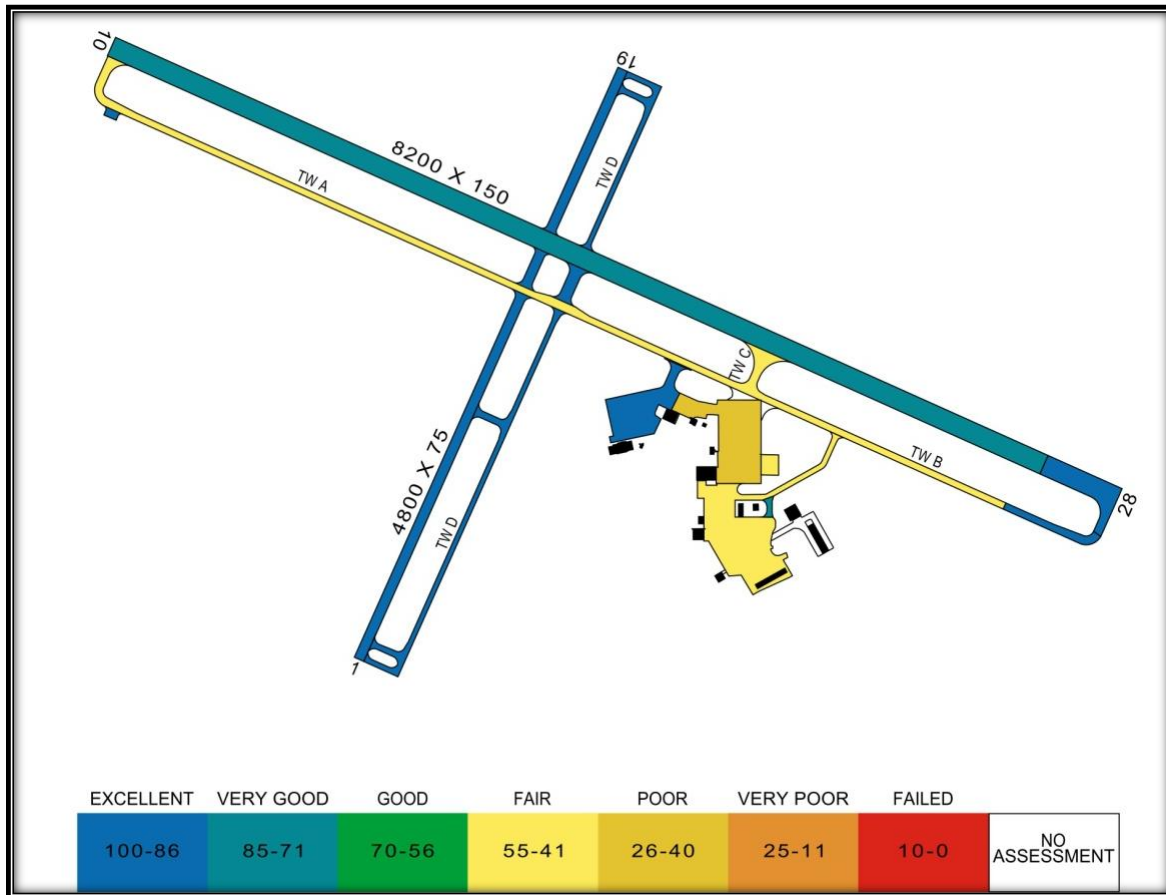 10
19
8200 X 150
TW D
TW A
TW C
4800 X 75
TW B
28
TW D
1
EXCELLENT VERY GOOD GOOD FAIR POOR VERY POOR FAILED
100-86 85-71 70-56 55-41 26-40 25-11 10-0 NO
ASSESSMENT